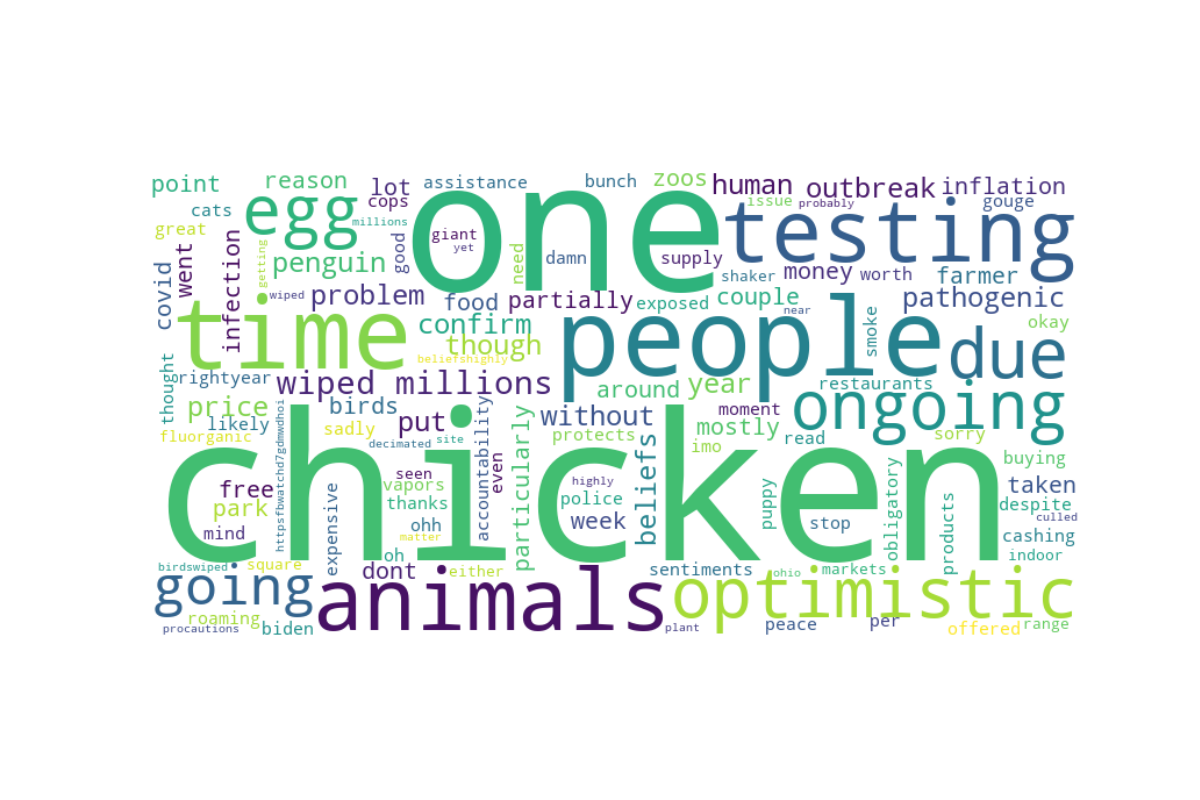 point
reason
lot
assistance
bunch
zoos
human
outbreak
inflation
cats
egg
cops
one
issue
probably
gouge
testing
great
millions
giant
yet
good
need
damn
supply
covid
went
infection
getting
penguin
shaker
money
worth
farmer
wiped
problem
food
partially
exposed
couple
near
pathogenic
time
confirm
though
people
smoke
okay
due
beliefshighly
thought
brightyear
wiped millions
around
year
restaurants
ongoing
price
birds
put
without
moment
mostly
likely
sadly
accountability
particularly
protects
beliefs
imo
read
sorry
fluorganic
httpsfbwatchd7gdmwdhoi
decimated
site
chicken
buying
free
expensive
seen
even
vapors
highly
police
puppy
obligatory
products
taken
park
thanks
week
stop
despite
mind
ohh
matter
culled
cashing
oh
indoor
birdswiped
square
dont
either
sentiments
ohio
markets
going
animals
optimistic
roaming
procautions
biden
plant
peace
per
offered
range